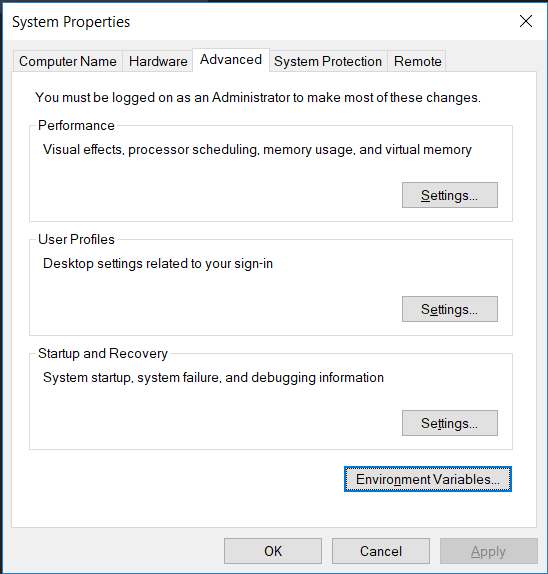 System Properties
Computer Name Hardware Advanced System Protection Remote
You must be logged on as an Administrator to make most of these changes.
Performance
Visual effects, processor scheduling, memory usage, and virtual memory
Settings...
User Profiles
Desktop settings related to your sign-in
Settings...
Startup and Recovery
System startup, system failure, and debugging information
Settings...
Environment Variables...
OK Cancel Apply